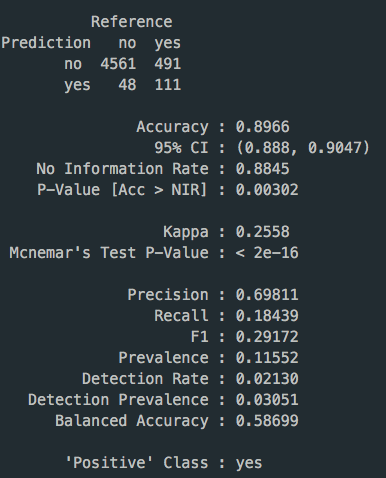 Reference
Prediction no yes
no 4561 491
yes 48 111
Accuracy : 0.8966
95% CI : (0.888, 0.9047)
No Information Rate : 0.8845
P-Value [Acc > NIR] : 0.00302
Kappa : 0.2558
Mcnemar's Test P-Value : < 2e-16
Precision : 0.69811
Recall : 0.18439
F1 : 0.29172
Prevalence : 0.11552
Detection Rate : 0.02130
Detection Prevalence : 0.03051
Balanced Accuracy : 0.58699
'Positive' Class : yes